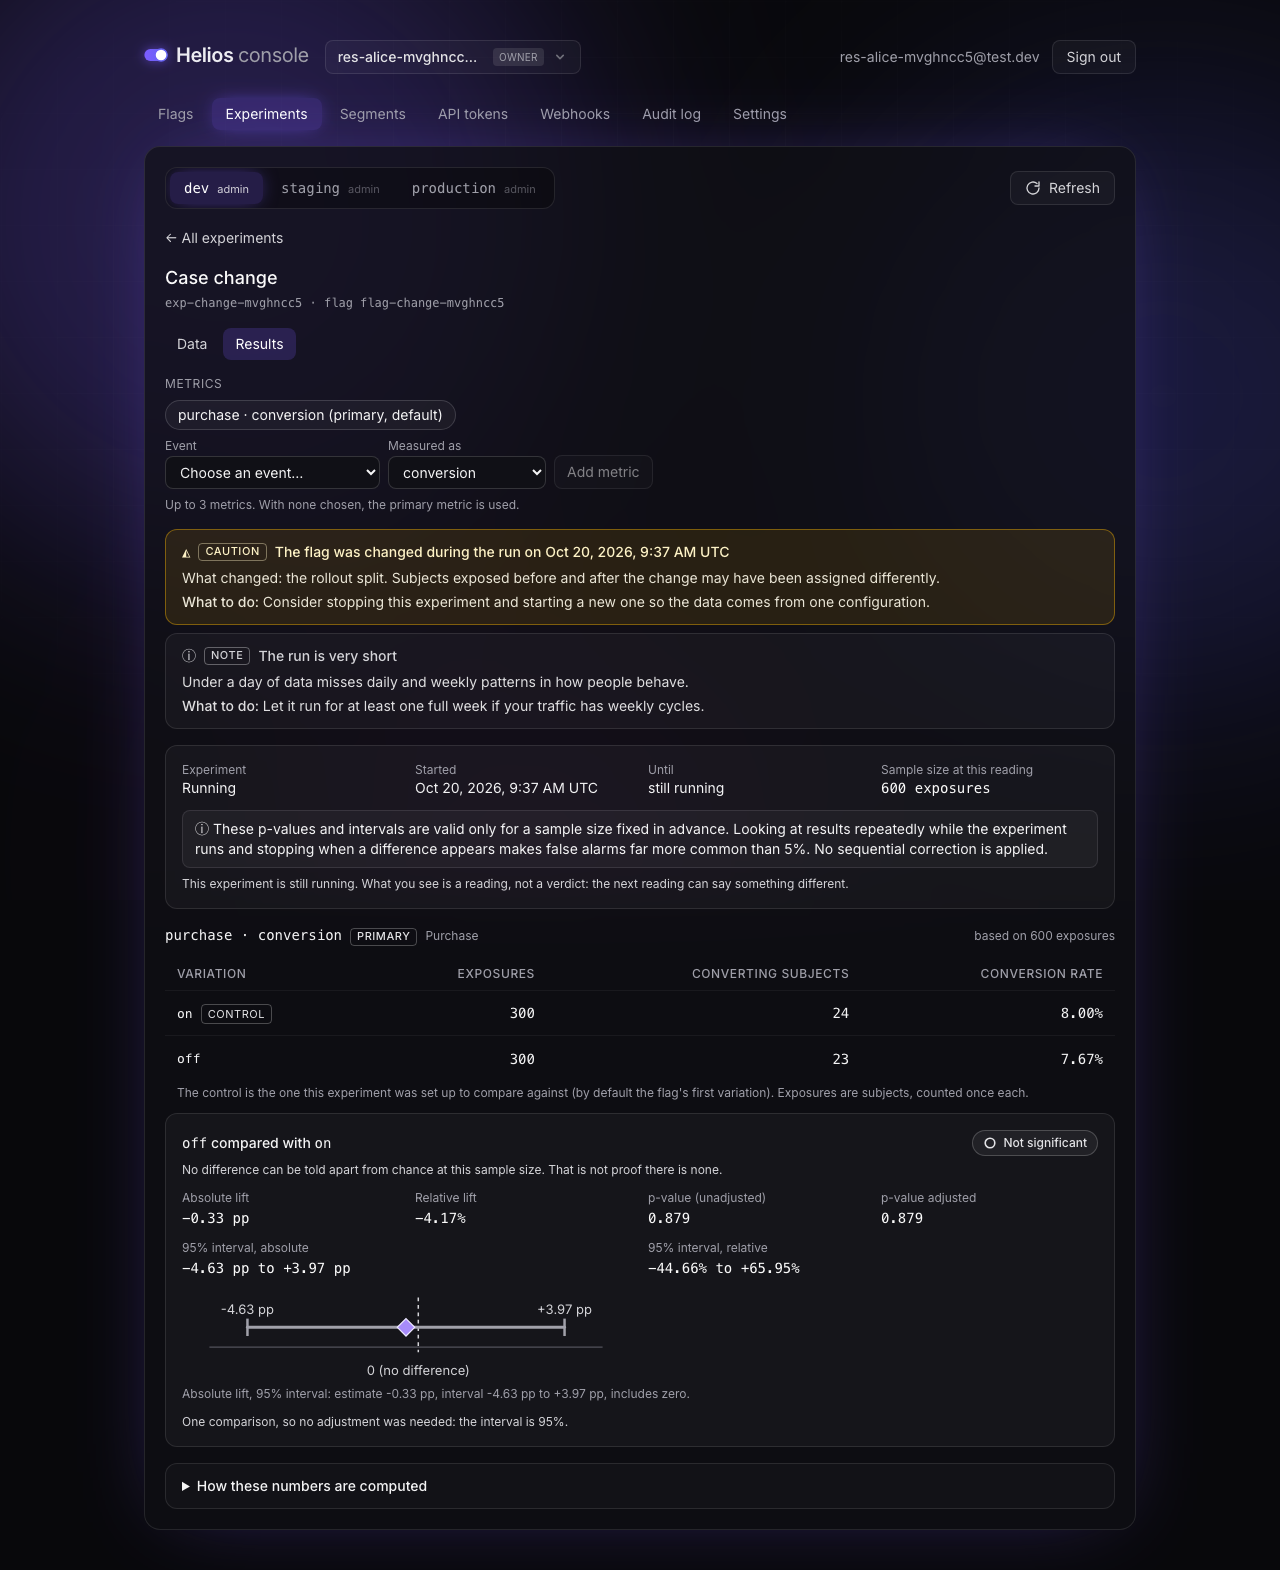 Helios console
res-alice-mvghncc... OWNER
res-alice-mvghncc5@test.dev
Sign out
Flags Experiments Segments API tokens Webhooks Audit log Settings
dev admin staging admin production admin
Refresh
← All experiments
Case change
exp-change-mvghncc5 · flag flag-change-mvghncc5
Data Results
METRICS
purchase · conversion (primary, default)
Event Measured as
Choose an event... conversion Add metric
Up to 3 metrics. With none chosen, the primary metric is used.
CAUTION The flag was changed during the run on Oct 20, 2026, 9:37 AM UTC
What changed: the rollout split. Subjects exposed before and after the change may have been assigned differently.
What to do: Consider stopping this experiment and starting a new one so the data comes from one configuration.
ⓘ NOTE The run is very short
Under a day of data misses daily and weekly patterns in how people behave.
What to do: Let it run for at least one full week if your traffic has weekly cycles.
Experiment Started Until Sample size at this reading
Running Oct 20, 2026, 9:37 AM UTC still running 600 exposures
ⓘ These p-values and intervals are valid only for a sample size fixed in advance. Looking at results repeatedly while the experiment
runs and stopping when a difference appears makes false alarms far more common than 5%. No sequential correction is applied.
This experiment is still running. What you see is a reading, not a verdict: the next reading can say something different.
purchase · conversion PRIMARY Purchase based on 600 exposures
VARIATION EXPOSURES CONVERTING SUBJECTS CONVERSION RATE
on CONTROL 300 24 8.00%
off 300 23 7.67%
The control is the one this experiment was set up to compare against (by default the flag's first variation). Exposures are subjects, counted once each.
off compared with on Not significant
No difference can be told apart from chance at this sample size. That is not proof there is none.
Absolute lift Relative lift p-value (unadjusted) p-value adjusted
−0.33 pp −4.17% 0.879 0.879
95% interval, absolute 95% interval, relative
−4.63 pp to +3.97 pp −44.66% to +65.95%
-4.63 pp +3.97 pp
0 (no difference)
Absolute lift, 95% interval: estimate -0.33 pp, interval -4.63 pp to +3.97 pp, includes zero.
One comparison, so no adjustment was needed: the interval is 95%.
How these numbers are computed